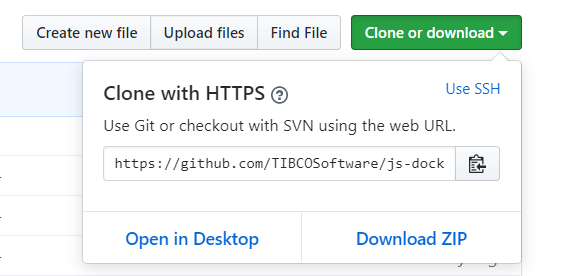 Create new file Upload files Find File Clone or download
Clone with HTTPS
Use SSH
Use Git or checkout with SVN using the web URL.
https://github.com/TIBCOSoftware/js-dock
Open in Desktop Download ZIP